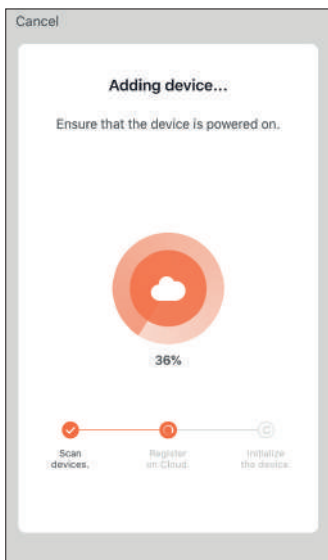 Cancel
Adding device...
Ensure that the device is powered on.
36%
Scan
devices.
Register
on Cloud.
Initialize
the device.